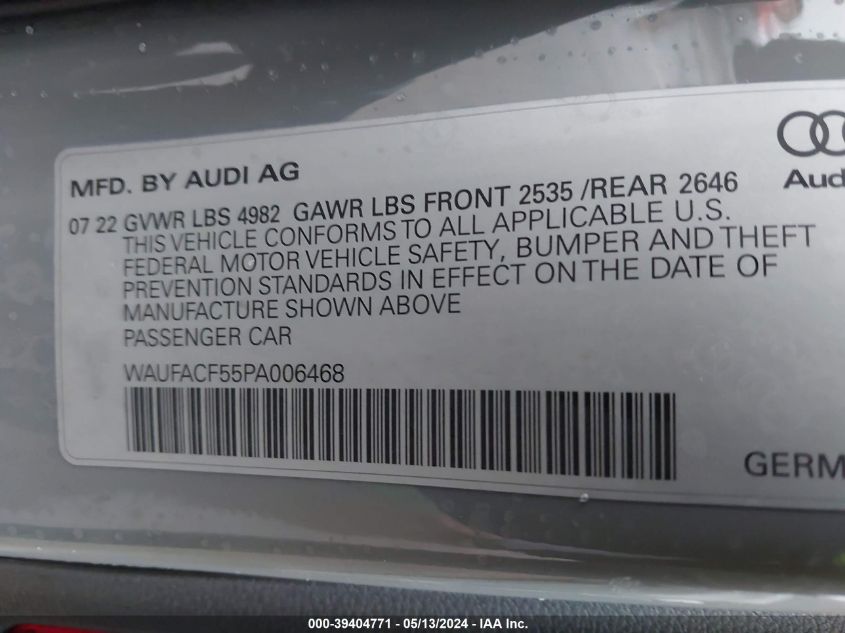 MFD. BY AUDI AG
07 22 GVWR LBS 4982 GAWR LBS FRONT 2535 /REAR 2646
THIS VEHICLE CONFORMS TO ALL APPLICABLE U.S.
FEDERAL MOTOR VEHICLE SAFETY, BUMPER AND THEFT
PREVENTION STANDARDS IN EFFECT ON THE DATE OF
MANUFACTURE SHOWN ABOVE
PASSENGER CAR
WAUFACF55PA006468
Aud
GERM
000-39404771 - 05/13/2024 - IAA Inc.